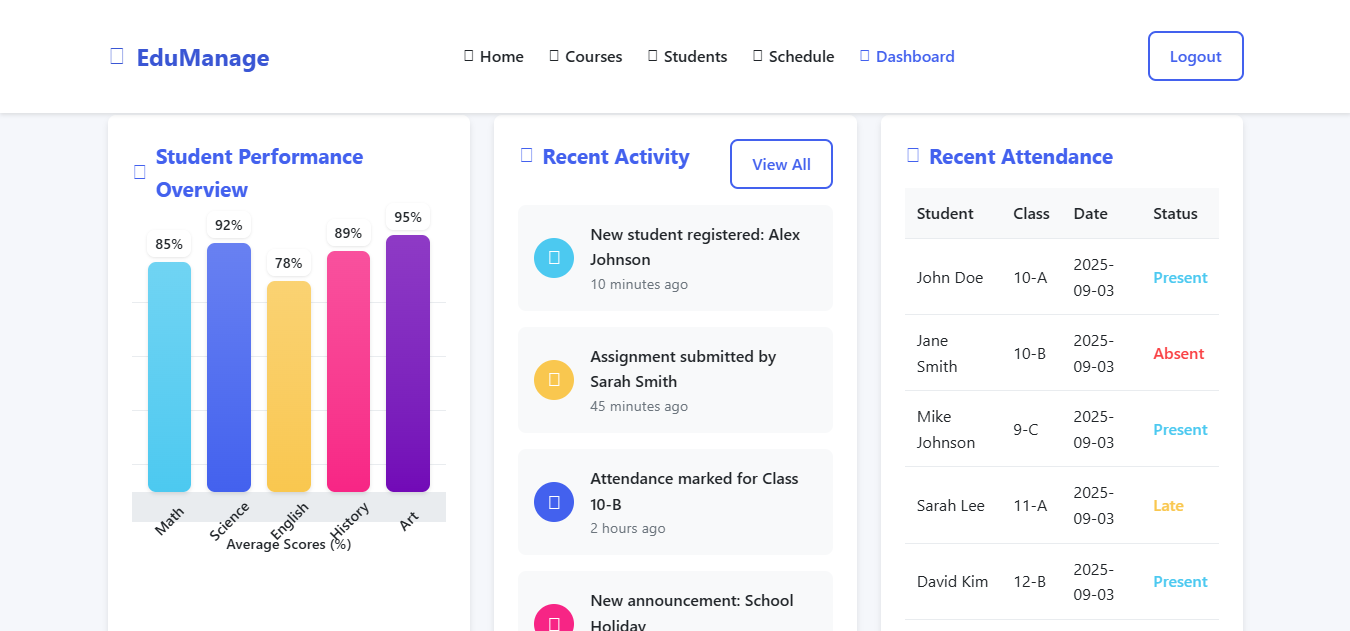 EduManage
Home
Courses
Students
Schedule
Dashboard
Logout
Student Performance
Overview
85%
92%
78%
89%
95%
Math
Science
English
History
Art
Average Scores (%)
Recent Activity
View All
New student registered: Alex
Johnson
10 minutes ago
Assignment submitted by
Sarah Smith
45 minutes ago
Attendance marked for Class
10-B
2 hours ago
New announcement: School
Holiday
Recent Attendance
Student Class Date Status
John Doe 10-A 2025-
09-03 Present
Jane
Smith 10-B 2025-
09-03 Absent
Mike
Johnson 9-C 2025-
09-03 Present
Sarah Lee 11-A 2025-
09-03 Late
David Kim 12-B 2025-
09-03 Present